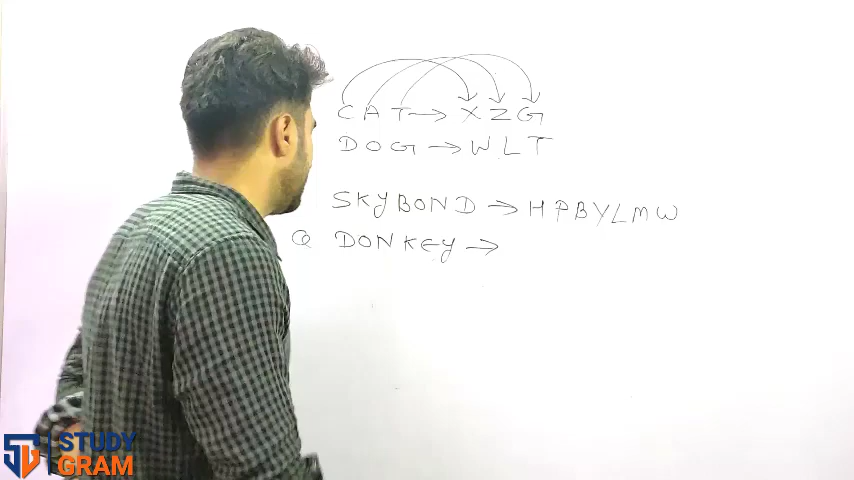 CAT → XZG
DOG → WLT
SKYBOND → HPBYLMW
Q DONKEY →
STUDY
GRAM